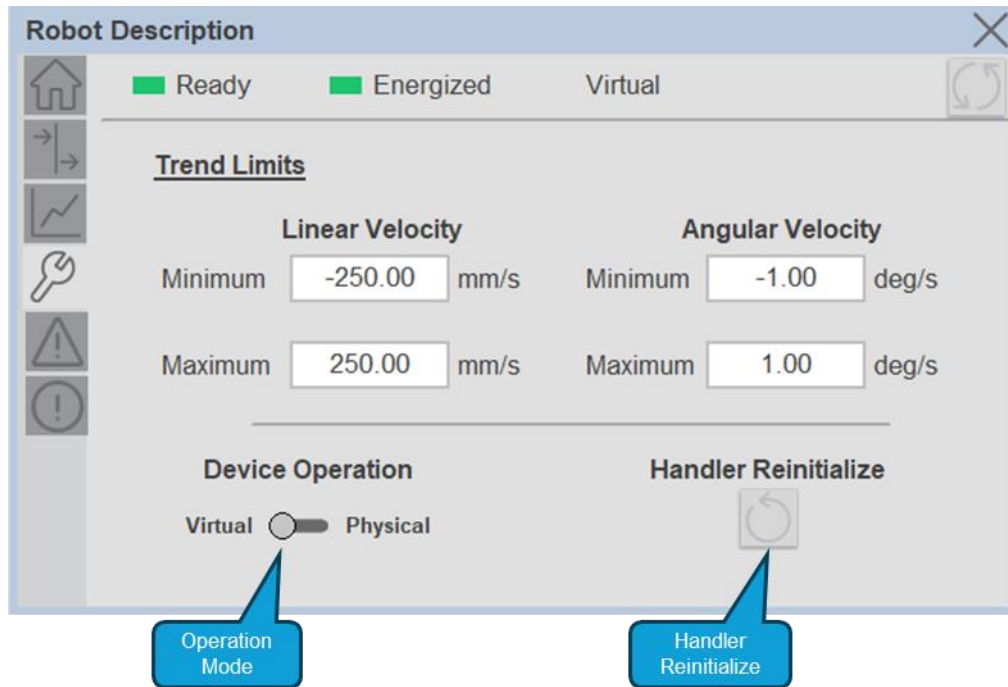 Robot Description
Ready Energized Virtual
Trend Limits
Linear Velocity Angular Velocity
Minimum -250.00 mm/s Minimum -1.00 deg/s
Maximum 250.00 mm/s Maximum 1.00 deg/s
Device Operation Handler Reinitialize
Virtual Physical
Operation
Mode
Handler
Reinitialize